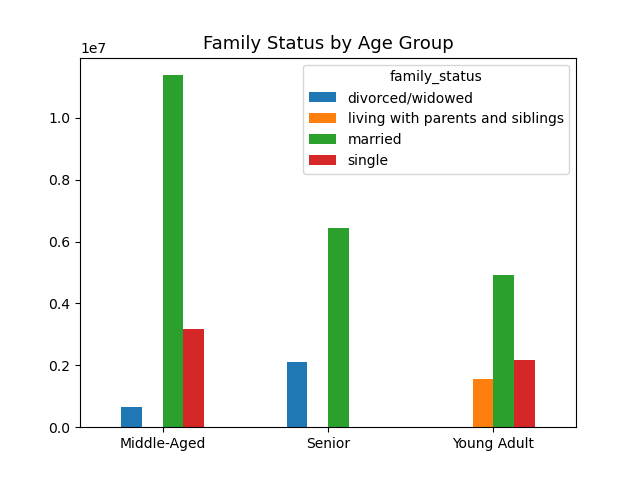 Family Status by Age Group
1e7
family_status
divorced/widowed
living with parents and siblings
married
single
1.0
0.8
0.6
0.4
0.2
0.0
Middle-Aged Senior Young Adult